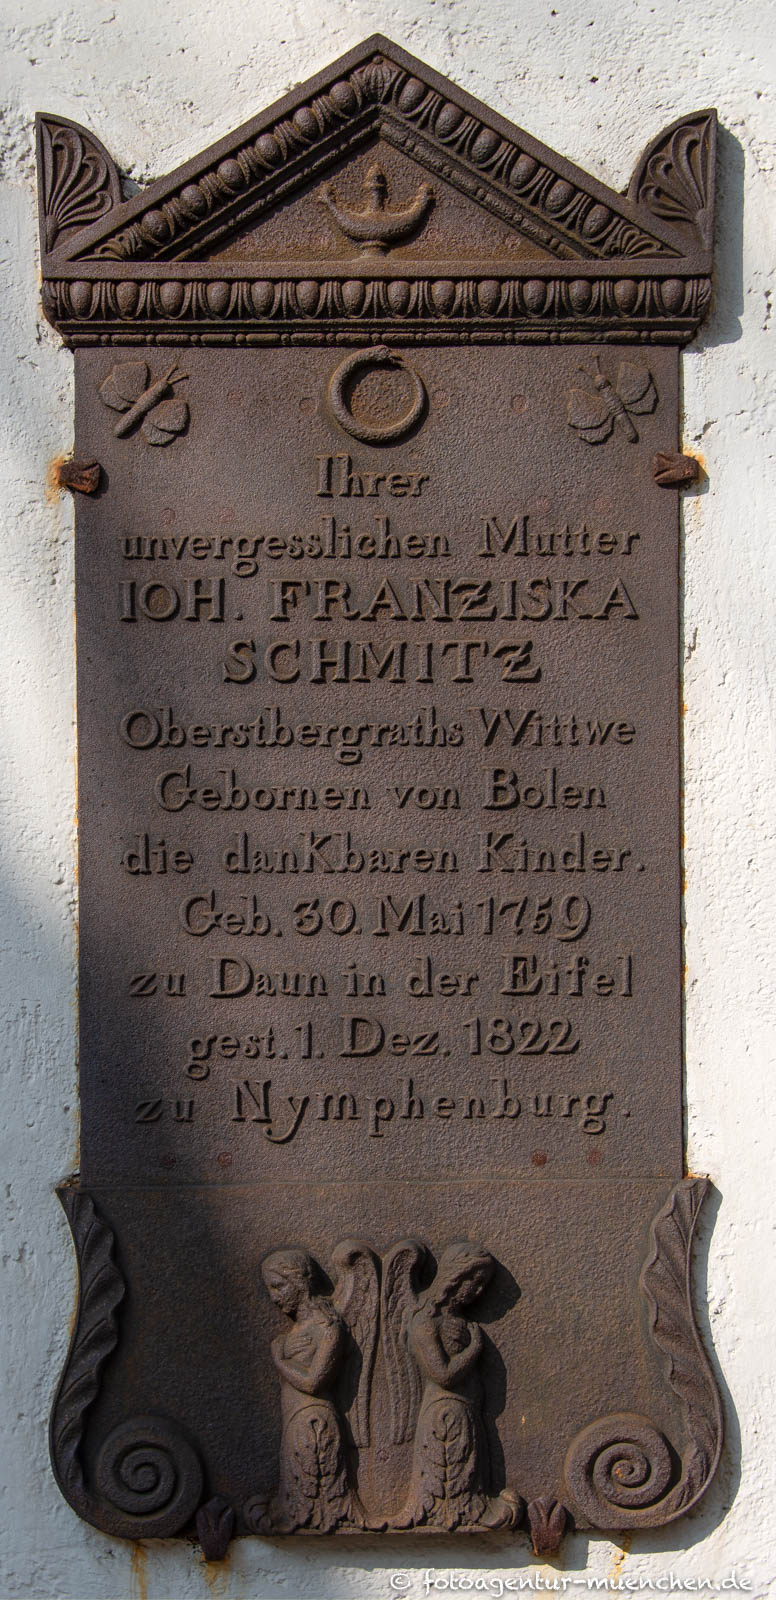 Ihrer
unvergesslichen Mutter
IOH. FRANZISKA
SCHMITZ
Oberstbergraths Wittwe
Gebornen von Bolen
die danKbaren Kinder.
Geb. 30. Mai 1759
zu Daun in der Eifel
gest. 1. Dez. 1822
zu Nymphenburg.
© fotoagentur-muenchen.de